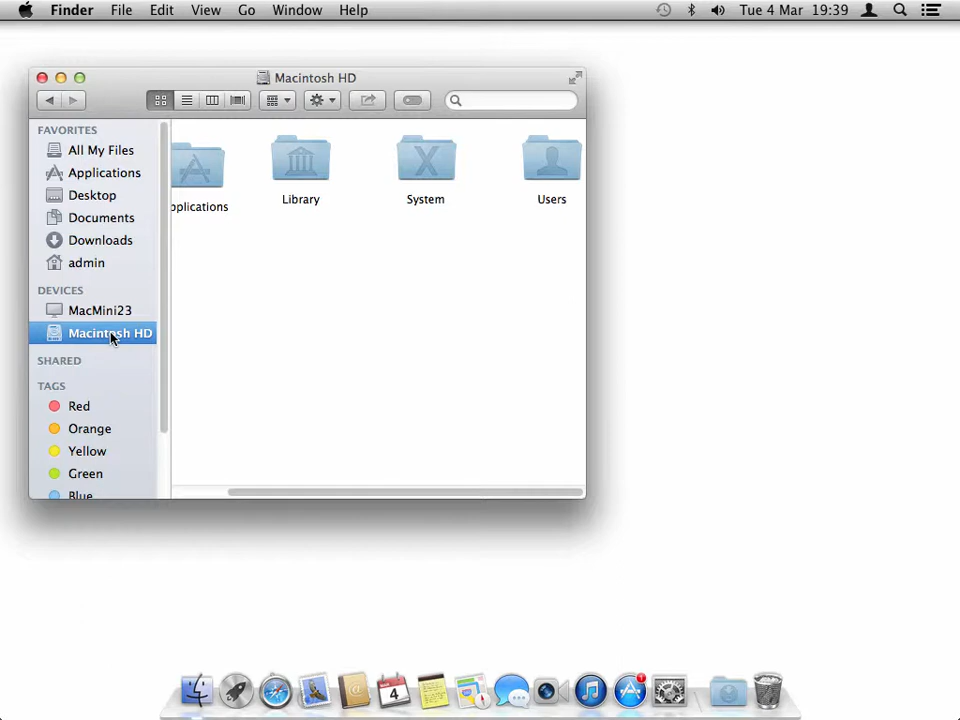 Finder File Edit View Go Window Help
Tue 4 Mar 19:39
Macintosh HD
FAVORITES
All My Files
Applications
Desktop
Documents
Downloads
admin
DEVICES
MacMini23
Macintosh HD
SHARED
TAGS
Red
Orange
Yellow
Green
Blue
pplications
Library
System
Users
4
1